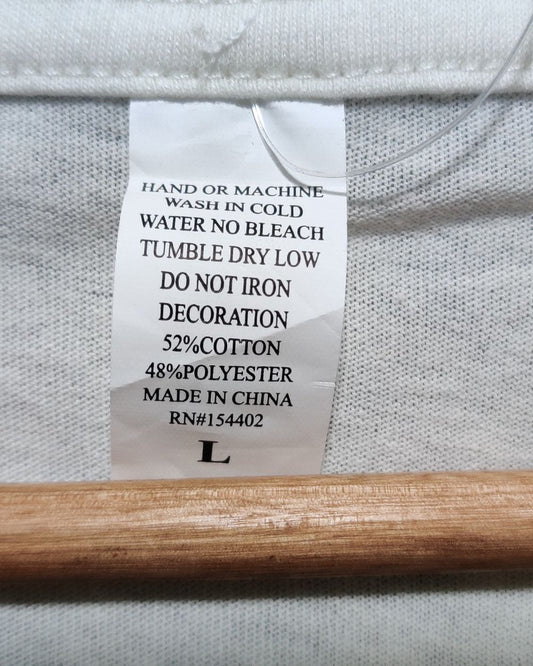 HAND OR MACHINE
WASH IN COLD
WATER NO BLEACH
TUMBLE DRY LOW
DO NOT IRON
DECORATION
52%COTTON
48%POLYESTER
MADE IN CHINA
RN#154402
L